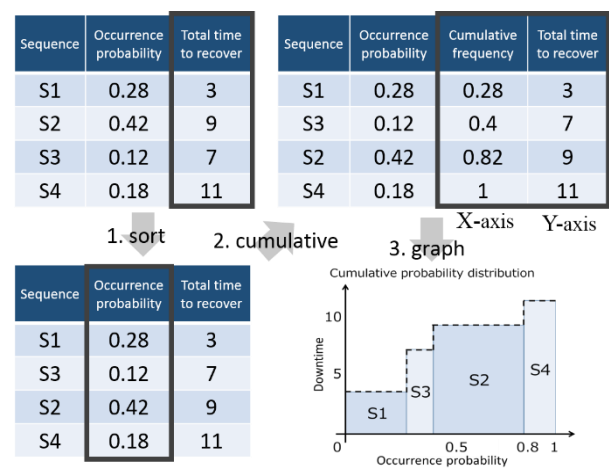 Sequence Occurrence probability Total time to recover
S1 0.28 3
S2 0.42 9
S3 0.12 7
S4 0.18 11
Sequence Occurrence probability Cumulative frequency Total time to recover
S1 0.28 0.28 3
S3 0.12 0.4 7
S2 0.42 0.82 9
S4 0.18 1 11
X-axis Y-axis
1. sort
2. cumulative
3. graph
Sequence Occurrence probability Total time to recover
S1 0.28 3
S3 0.12 7
S2 0.42 9
S4 0.18 11
Cumulative probability distribution
10
5
Downtime
S1 S3 S2 S4
0 0.5 0.8 1
Occurrence probability